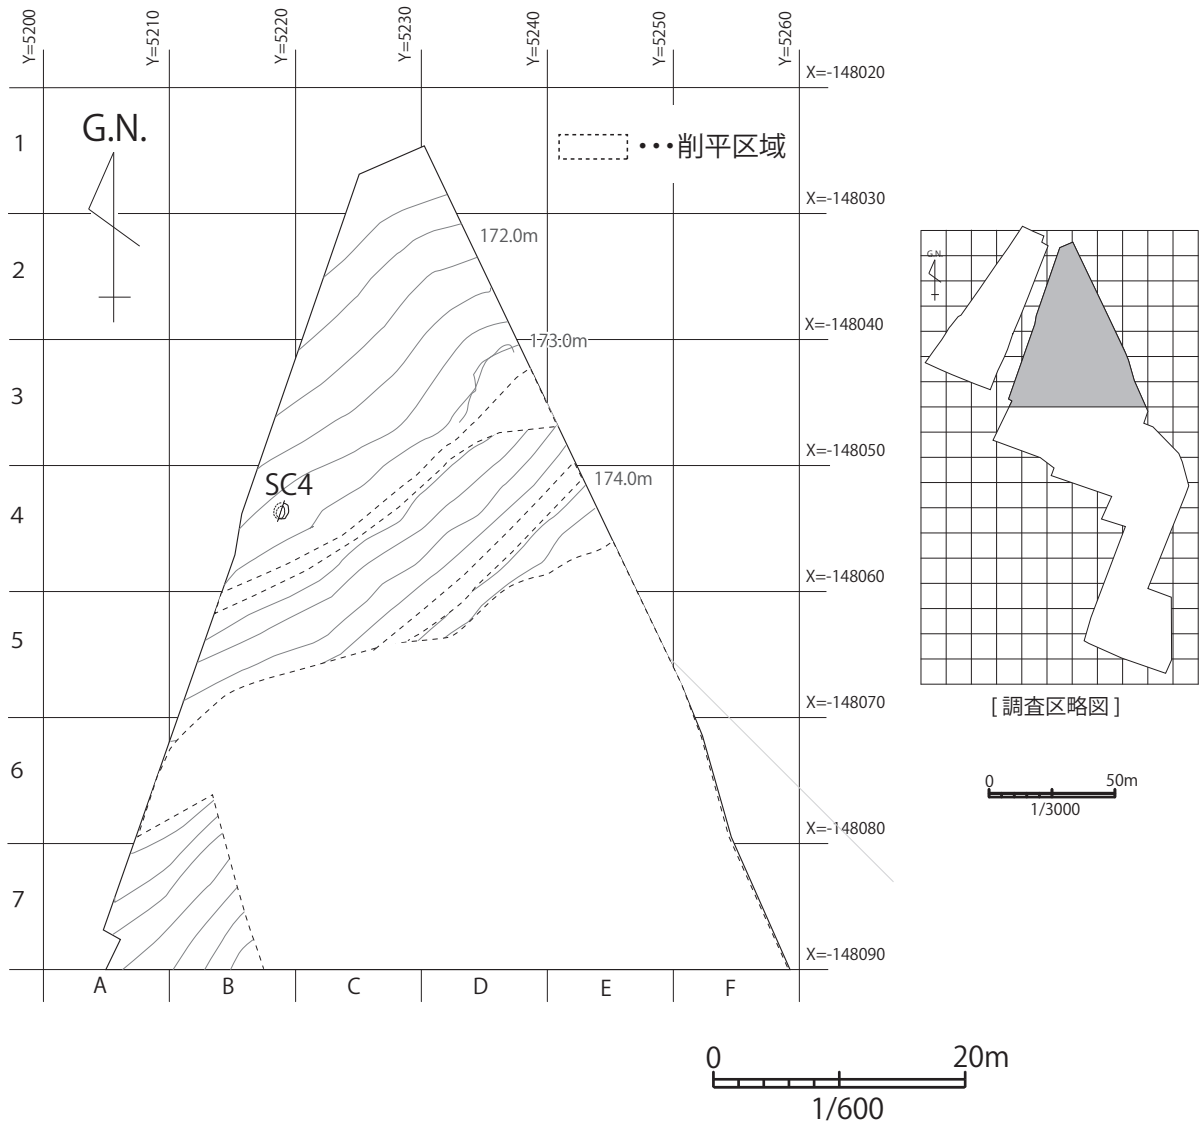 Y=5200
Y=5210
Y=5220
Y=5230
Y=5240
Y=5250
Y=5260
X=-148020
1
G.N.
•••削平区域
X=-148030
172.0m
2
G.N.
X=-148040
173.0m
3
X=-148050
174.0m
SC4
4
X=-148060
5
X=-148070
[ 調査区略図 ]
6
0 50m
1/3000
X=-148080
7
X=-148090
A B C D E F
0 20m
1/600